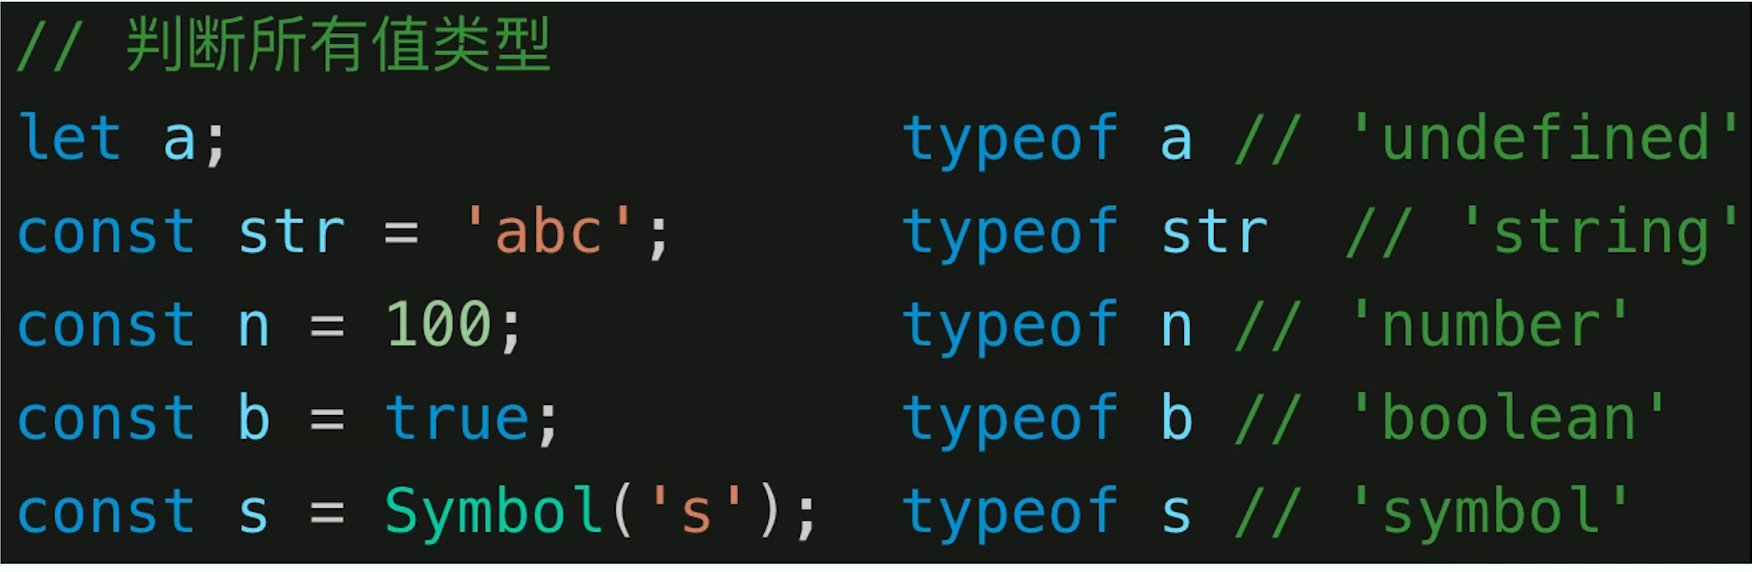 // 判断所有值类型
let a; typeof a // 'undefined'
const str = 'abc'; typeof str // 'string'
const n = 100; typeof n // 'number'
const b = true; typeof b // 'boolean'
const s = Symbol('s'); typeof s // 'symbol'